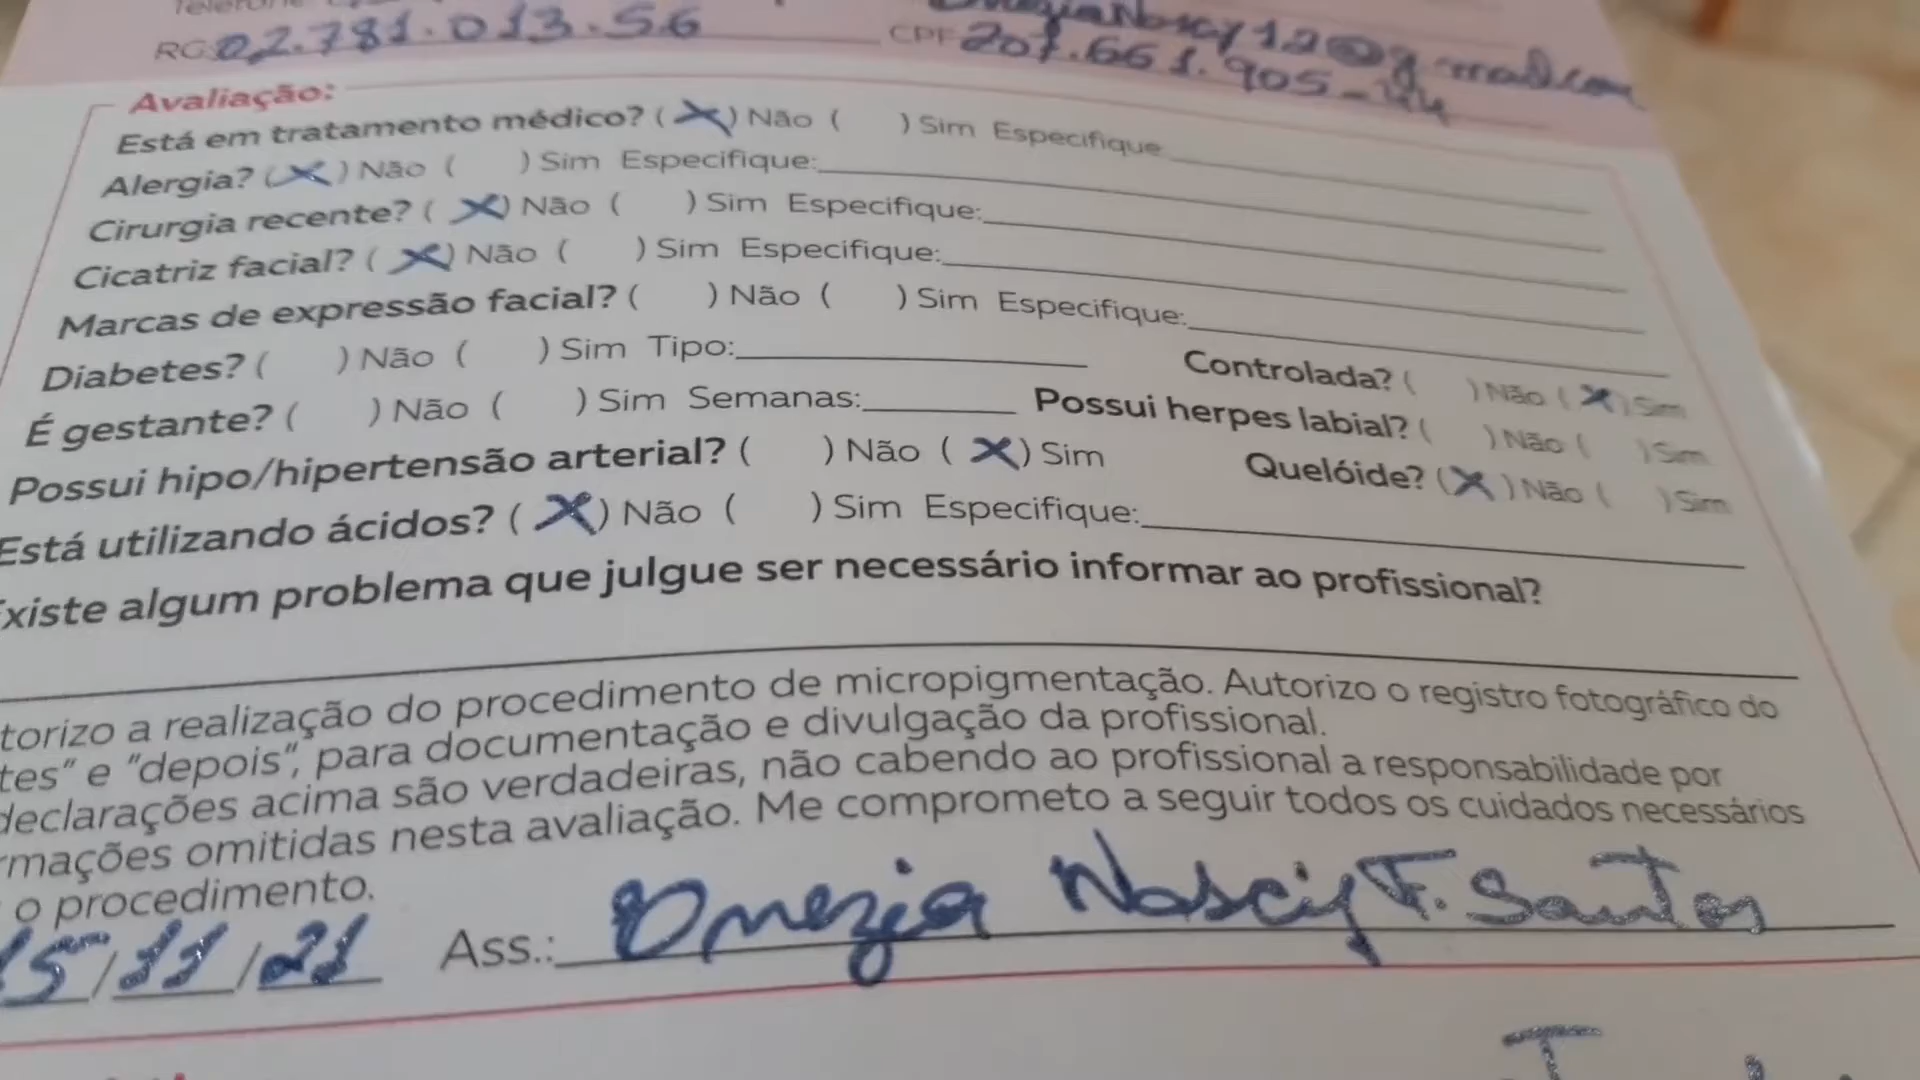 Telefone
RG: 02.781.013.56 CPF 207.661.905-44
Avaliação:
Está em tratamento médico? (X) Não ( ) Sim Especifique
Alergia? (X) Não ( ) Sim Especifique:
Cirurgia recente? (X) Não ( ) Sim Especifique:
Cicatriz facial? (X) Não ( ) Sim Especifique:
Marcas de expressão facial? ( ) Não ( ) Sim Especifique:
Diabetes? ( ) Não ( ) Sim Tipo: Controlada? ( ) Não (X) Sim
É gestante? ( ) Não ( ) Sim Semanas: Possui herpes labial? ( ) Não ( ) Sim
Possui hipo/hipertensão arterial? ( ) Não (X) Sim Quelóide? (X) Não ( ) Sim
Está utilizando ácidos? (X) Não ( ) Sim Especifique:
Existe algum problema que julgue ser necessário informar ao profissional?
torizo a realização do procedimento de micropigmentação. Autorizo o registro fotográfico do
tes" e "depois", para documentação e divulgação da profissional.
declarações acima são verdadeiras, não cabendo ao profissional a responsabilidade por
rmações omitidas nesta avaliação. Me comprometo a seguir todos os cuidados necessários
o procedimento.
15/11/21 Ass.: Omezia Nascy F. Santos